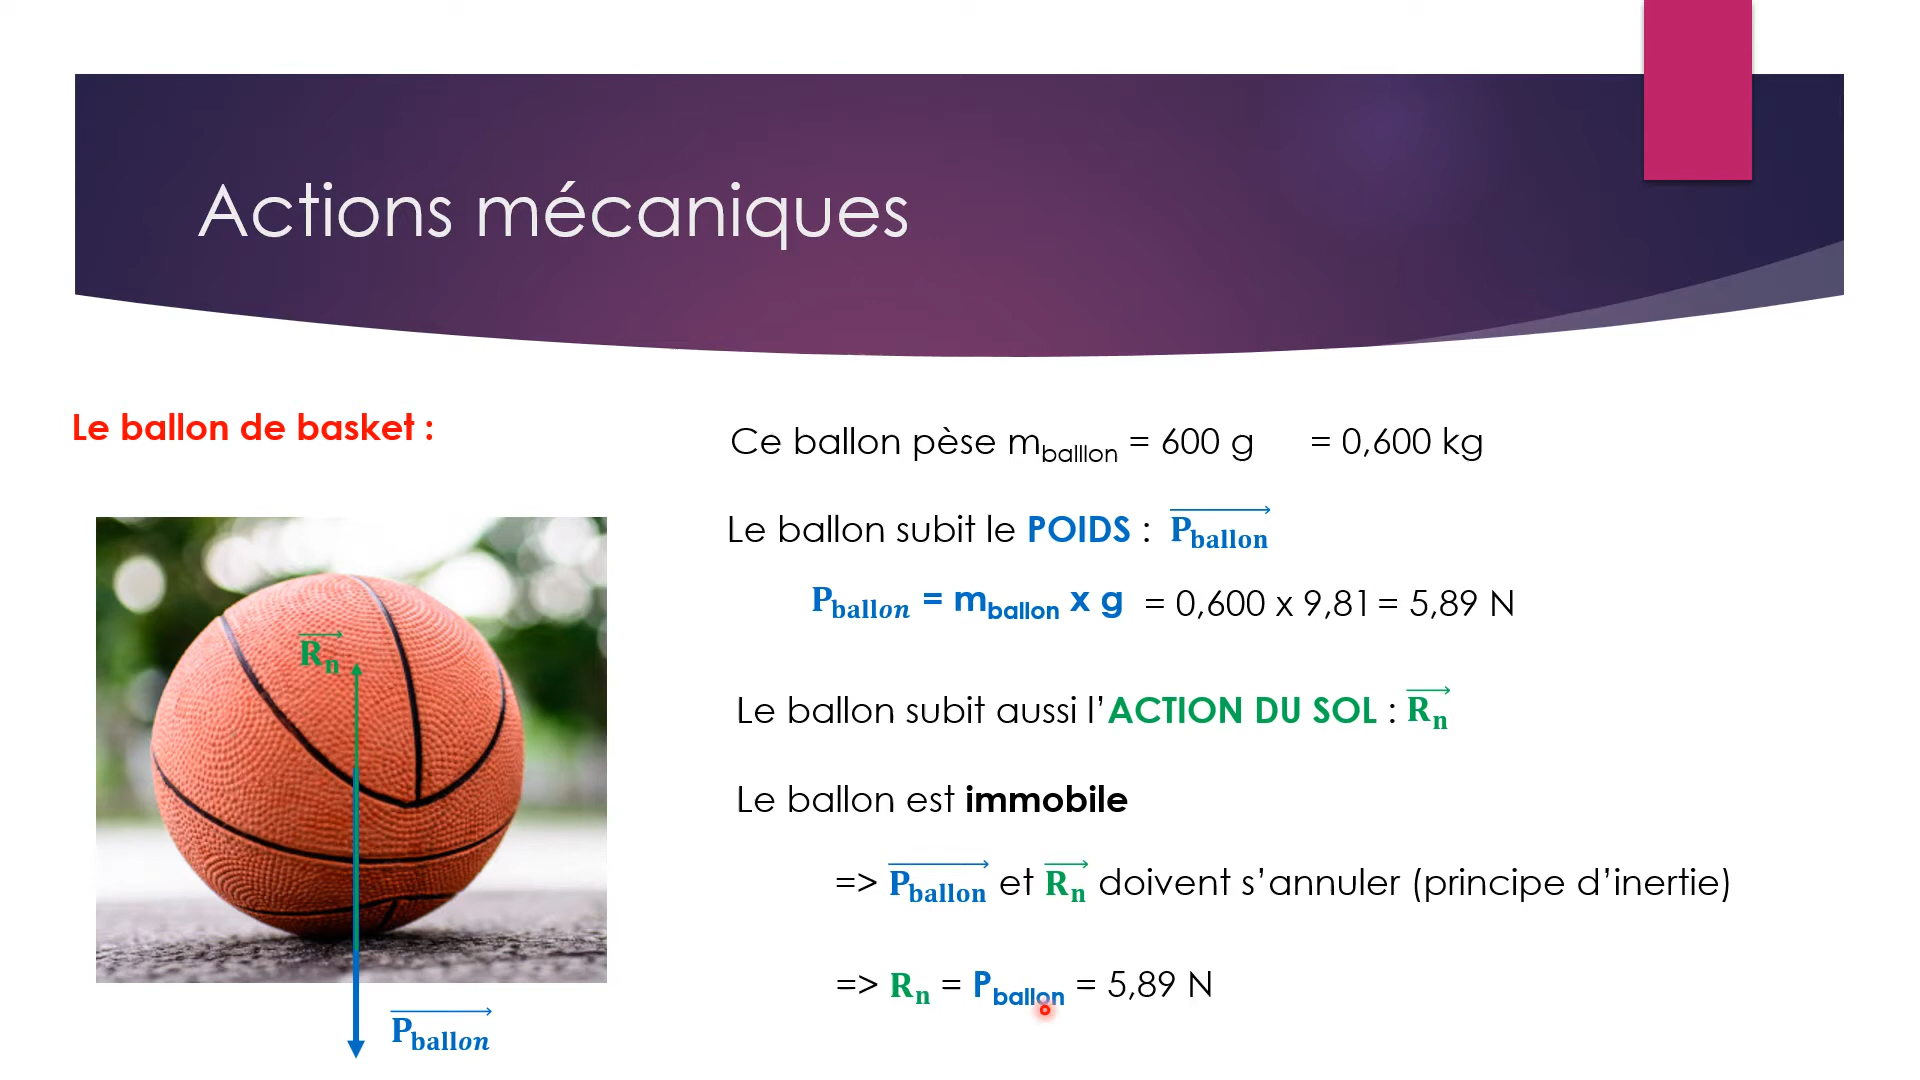 Actions mécaniques
Le ballon de basket :
Ce ballon pèse m_balllon = 600 g = 0,600 kg
Le ballon subit le POIDS : P_ballon
P_ballon = m_ballon x g = 0,600 x 9,81 = 5,89 N
Le ballon subit aussi l’ACTION DU SOL : R_n
Le ballon est immobile
=> P_ballon et R_n doivent s’annuler (principe d’inertie)
=> R_n = P_ballon = 5,89 N
R_n
P_ballon